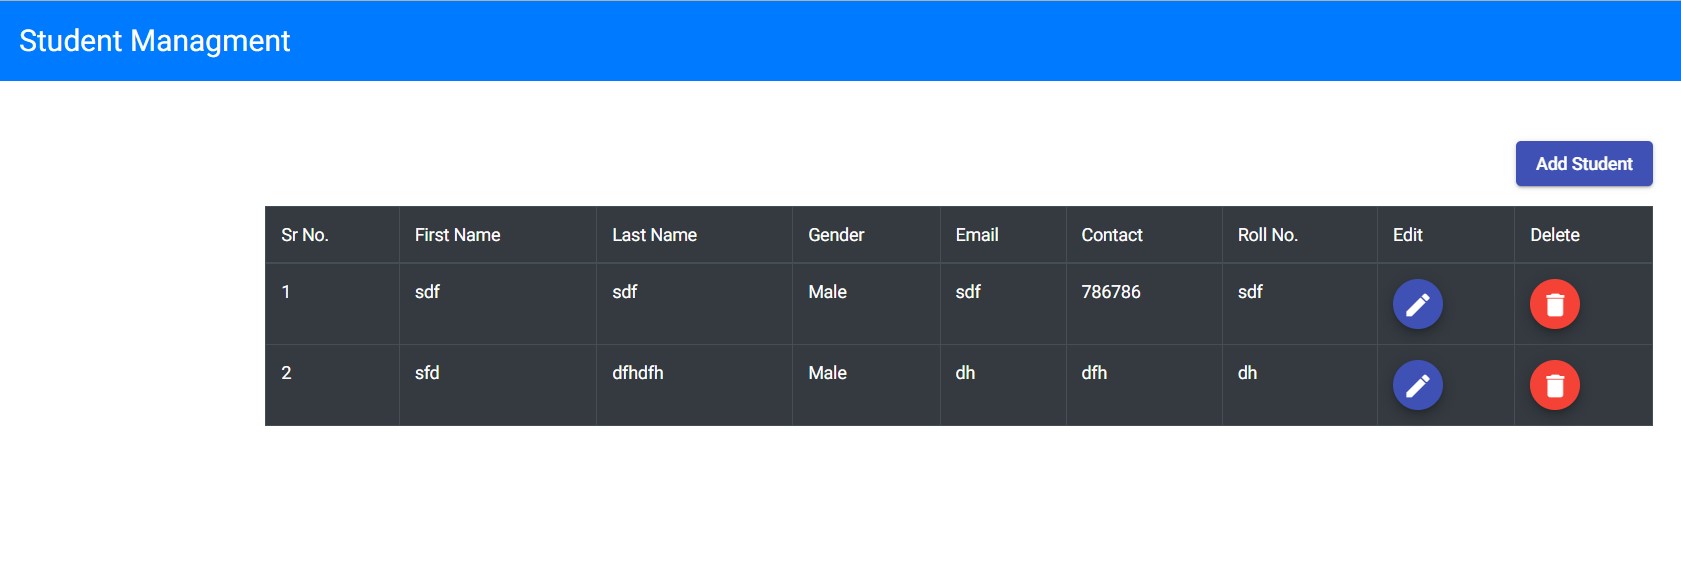 Student Managment
Add Student
Sr No. First Name Last Name Gender Email Contact Roll No. Edit Delete
1 sdf sdf Male sdf 786786 sdf
2 sfd dfhdfh Male dh dfh dh